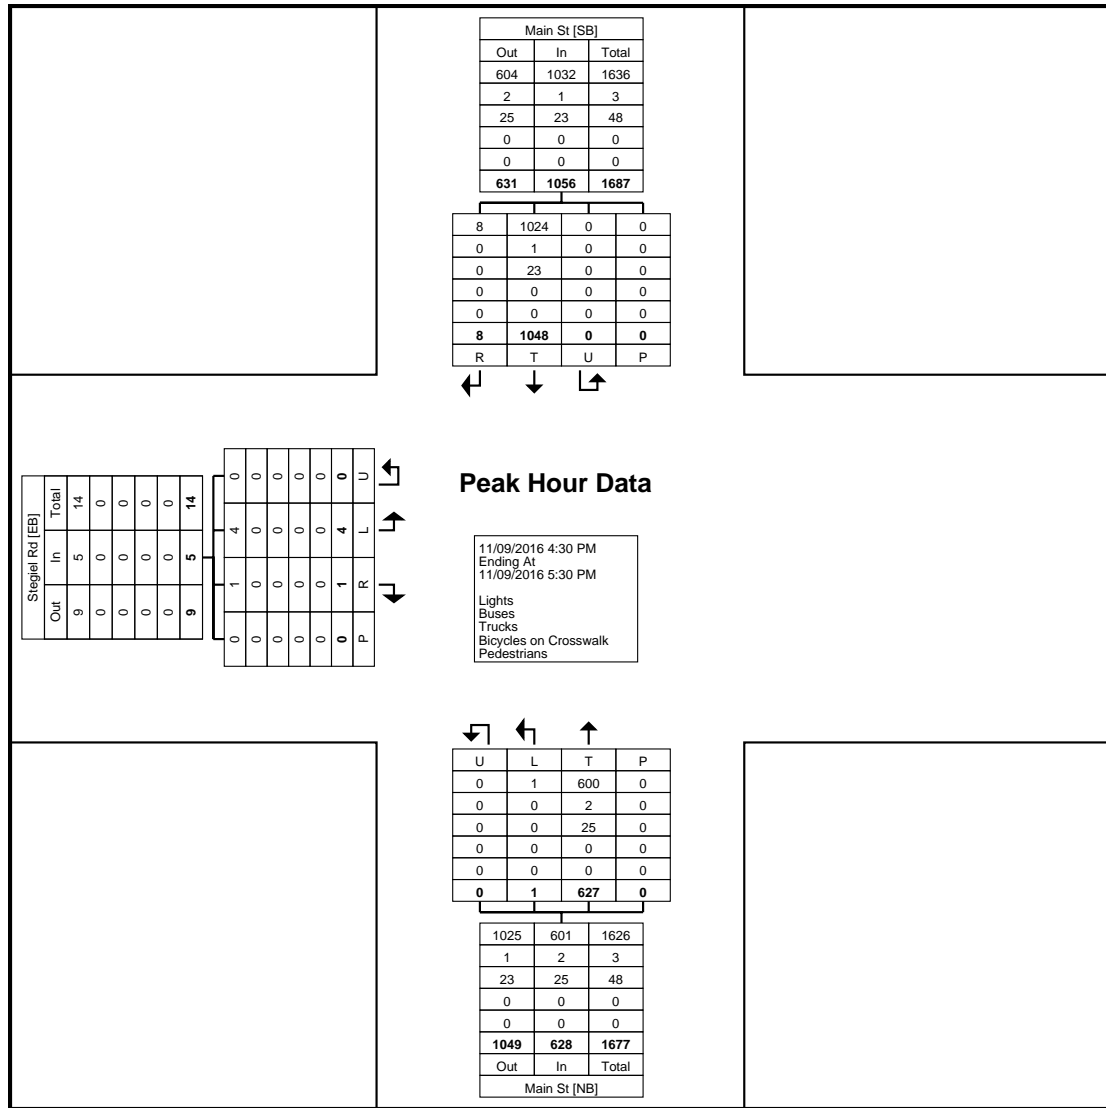 Main St [SB]
Out In Total
604 1032 1636
2 1 3
25 23 48
0 0 0
0 0 0
631 1056 1687
8 1024 0 0
0 1 0 0
0 23 0 0
0 0 0 0
0 0 0 0
8 1048 0 0
R T U P
Stegiel Rd [EB]
Out In Total
9 5 14
0 0 0
0 0 0
0 0 0
0 0 0
9 5 14
0 1 4 0
0 0 0 0
0 0 0 0
0 0 0 0
0 0 0 0
0 1 4 0
P R L U
Peak Hour Data
11/09/2016 4:30 PM
Ending At
11/09/2016 5:30 PM
Lights
Buses
Trucks
Bicycles on Crosswalk
Pedestrians
U L T P
0 1 600 0
0 0 2 0
0 0 25 0
0 0 0 0
0 0 0 0
0 1 627 0
1025 601 1626
1 2 3
23 25 48
0 0 0
0 0 0
1049 628 1677
Out In Total
Main St [NB]